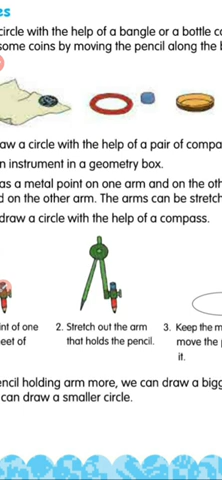 es
circle with the help of a bangle or a bottle c
some coins by moving the pencil along the b
aw a circle with the help of a pair of compa
n instrument in a geometry box.
as a metal point on one arm and on the oth
d on the other arm. The arms can be stretch
draw a circle with the help of a compass.
int of one
eet of
2. Stretch out the arm
that holds the pencil.
3. Keep the m
move the
it.
encil holding arm more, we can draw a bigg
can draw a smaller circle.